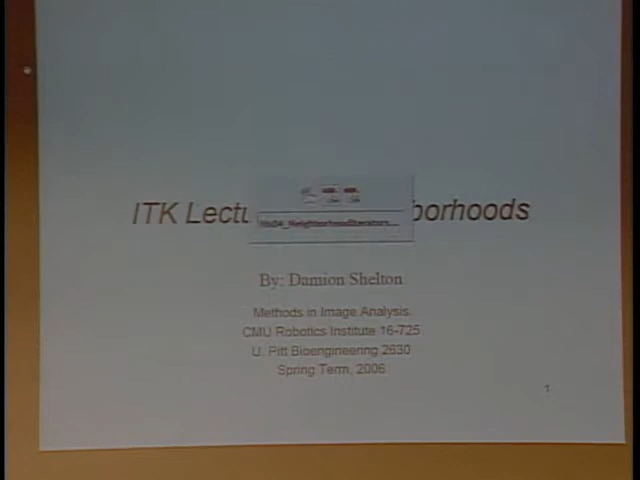 ITK Lectu borhoods
By: Damion Shelton
Methods in Image Analysis
CMU Robotics Institute 16-725
U. Pitt Bioengineering 2630
Spring Term, 2006
1